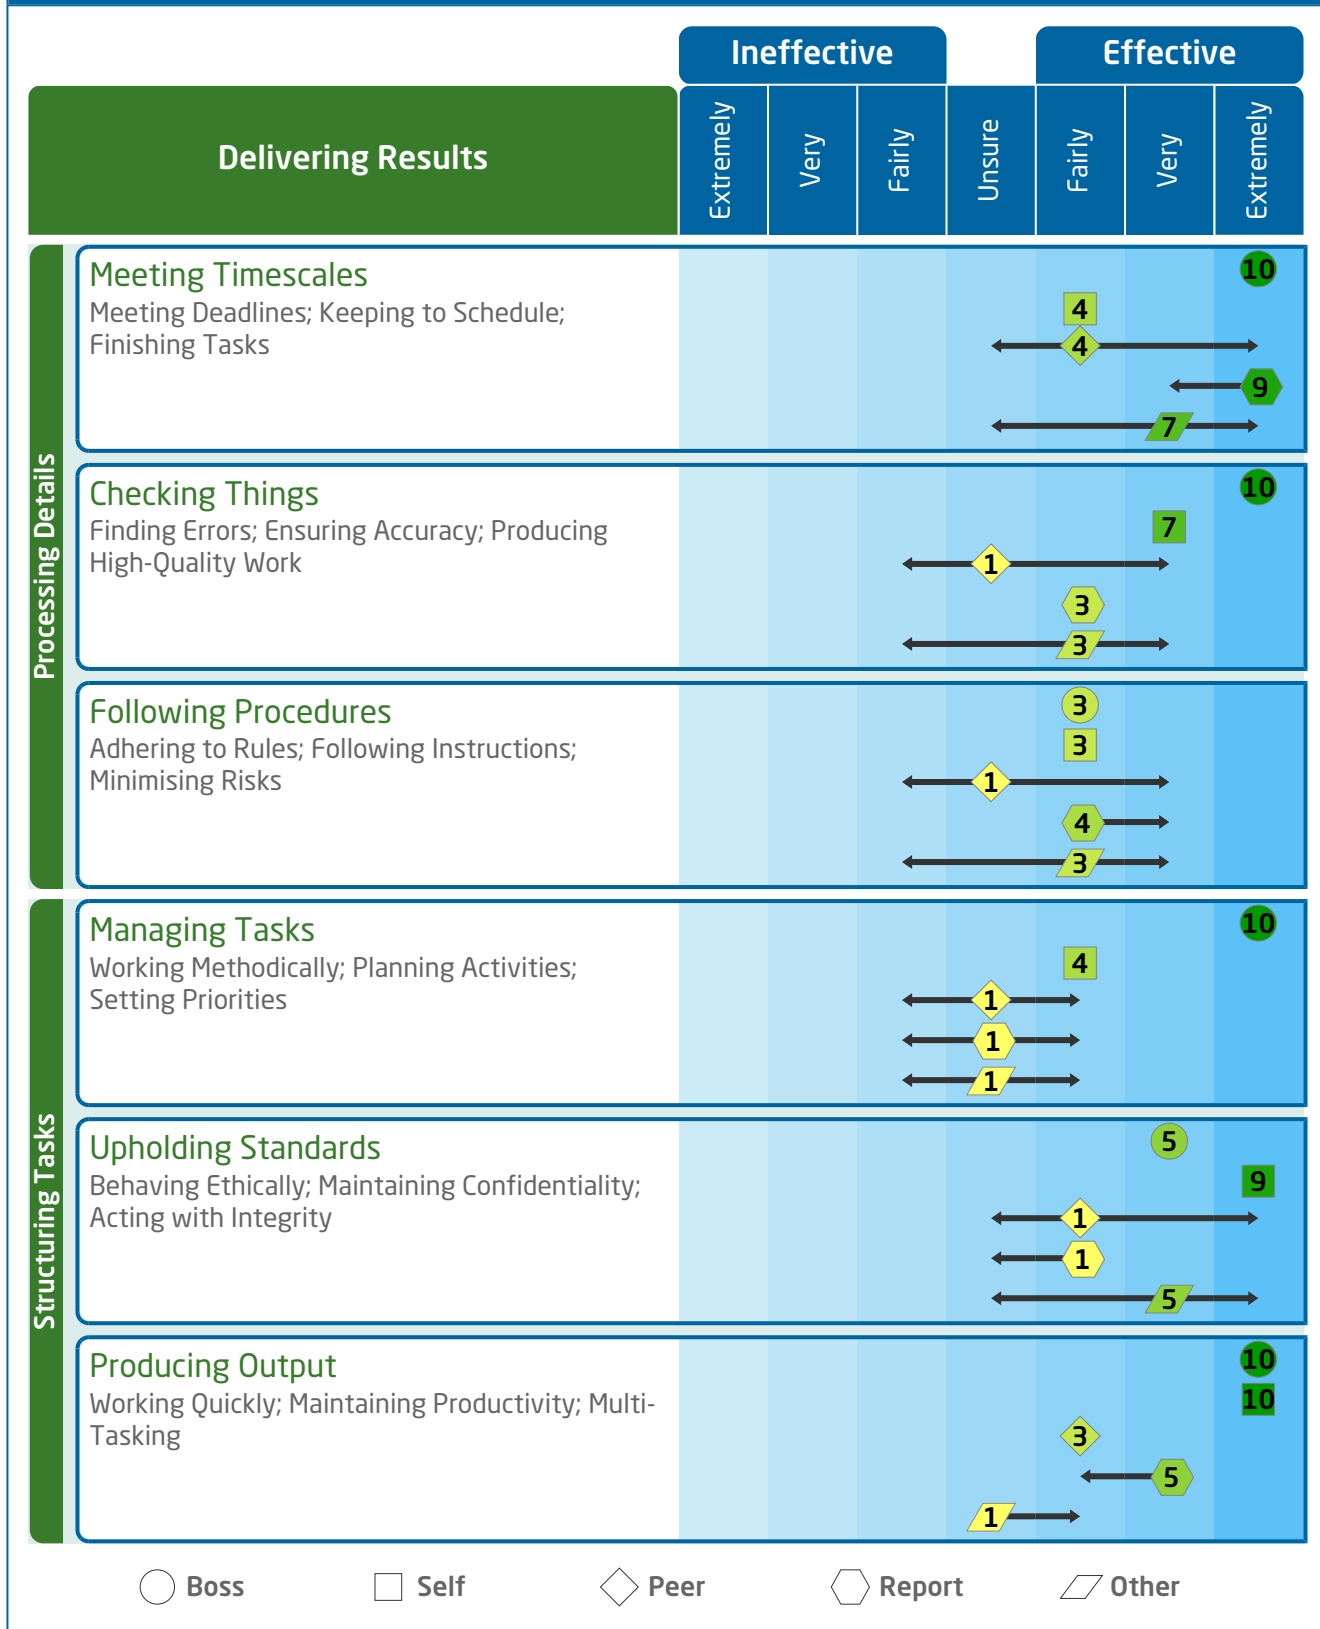 Ineffective
Effective
Delivering Results
Extremely
Very
Fairly
Unsure
Fairly
Very
Extremely
Processing Details
Meeting Timescales
Meeting Deadlines; Keeping to Schedule;
Finishing Tasks
10
4
4
9
7
Checking Things
Finding Errors; Ensuring Accuracy; Producing
High-Quality Work
10
7
1
3
3
Following Procedures
Adhering to Rules; Following Instructions;
Minimising Risks
3
3
1
4
3
Structuring Tasks
Managing Tasks
Working Methodically; Planning Activities;
Setting Priorities
10
4
1
1
1
Upholding Standards
Behaving Ethically; Maintaining Confidentiality;
Acting with Integrity
5
9
1
1
5
Producing Output
Working Quickly; Maintaining Productivity; Multi-
Tasking
10
10
3
5
1
Boss
Self
Peer
Report
Other